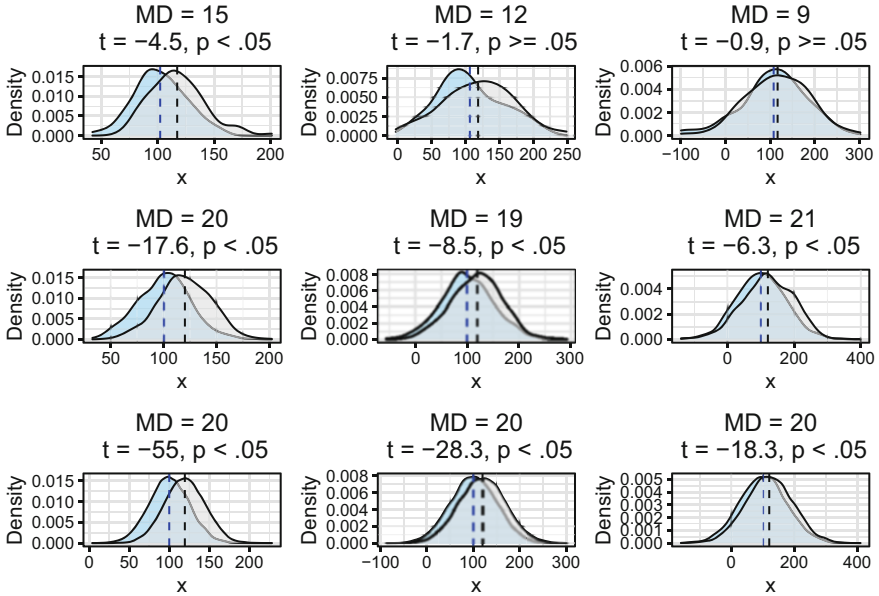 MD = 15
t = −4.5, p < .05
Density
0.015
0.010
0.005
0.000
50 100 150 200
x
MD = 12
t = −1.7, p >= .05
Density
0.0075
0.0050
0.0025
0.0000
0 50 100 150 200 250
x
MD = 9
t = −0.9, p >= .05
Density
0.006
0.004
0.002
0.000
−100 0 100 200 300
x
MD = 20
t = −17.6, p < .05
Density
0.015
0.010
0.005
0.000
50 100 150 200
x
MD = 19
t = −8.5, p < .05
Density
0.008
0.006
0.004
0.002
0.000
0 100 200 300
x
MD = 21
t = −6.3, p < .05
Density
0.004
0.002
0.000
0 200 400
x
MD = 20
t = −55, p < .05
Density
0.015
0.010
0.005
0.000
0 50 100 150 200
x
MD = 20
t = −28.3, p < .05
Density
0.008
0.006
0.004
0.002
0.000
−100 0 100 200 300
x
MD = 20
t = −18.3, p < .05
Density
0.005
0.004
0.003
0.002
0.001
0.000
0 200 400
x